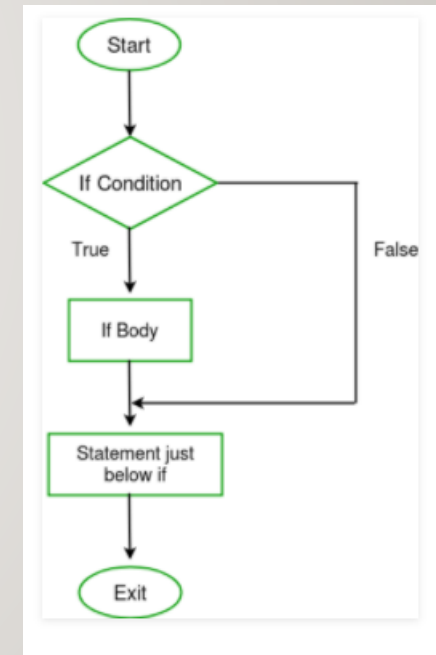 Start
If Condition
True
False
If Body
Statement just
below if
Exit